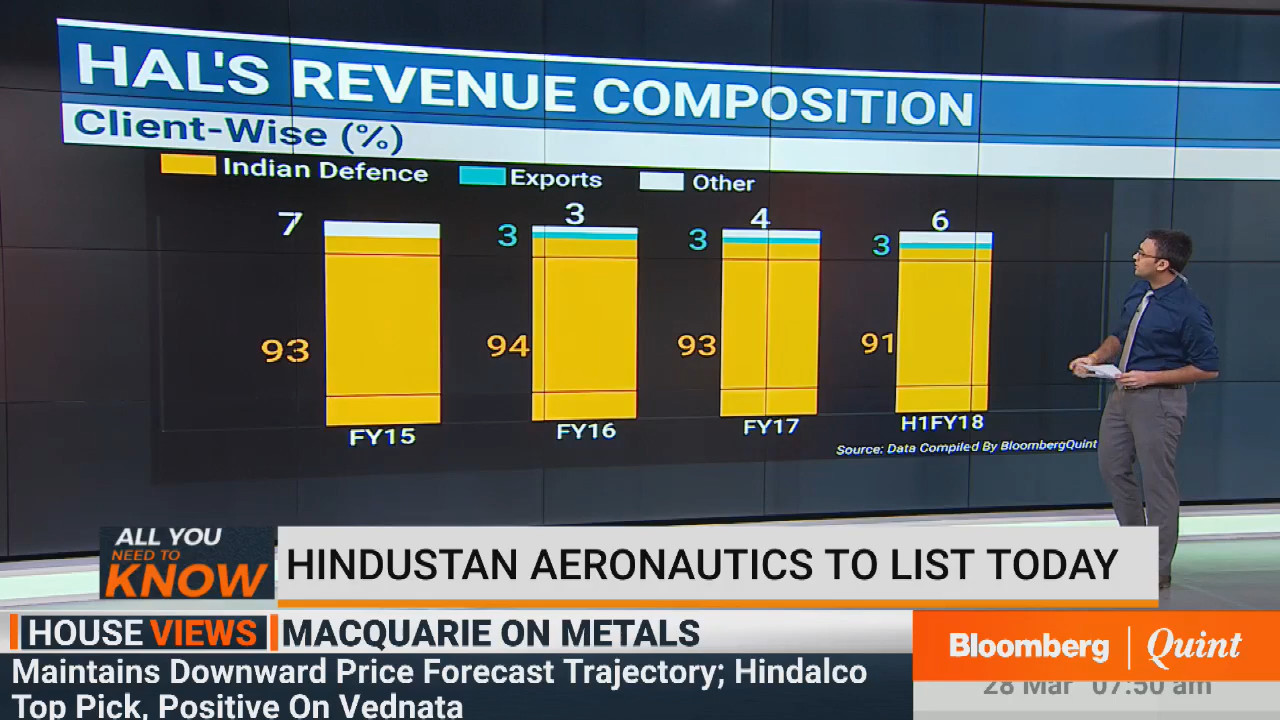 HAL'S REVENUE COMPOSITION
Client-Wise (%)
Indian Defence Exports Other
7 3 4 6
3 3 3
93 94 93 91
FY15 FY16 FY17 H1FY18
Source: Data Compiled By BloombergQuint
ALL YOU
NEED TO
KNOW
HINDUSTAN AERONAUTICS TO LIST TODAY
HOUSE VIEWS MACQUARIE ON METALS
Maintains Downward Price Forecast Trajectory; Hindalco
Top Pick, Positive On Vednata
Bloomberg | Quint
28 Mar 07:50 am